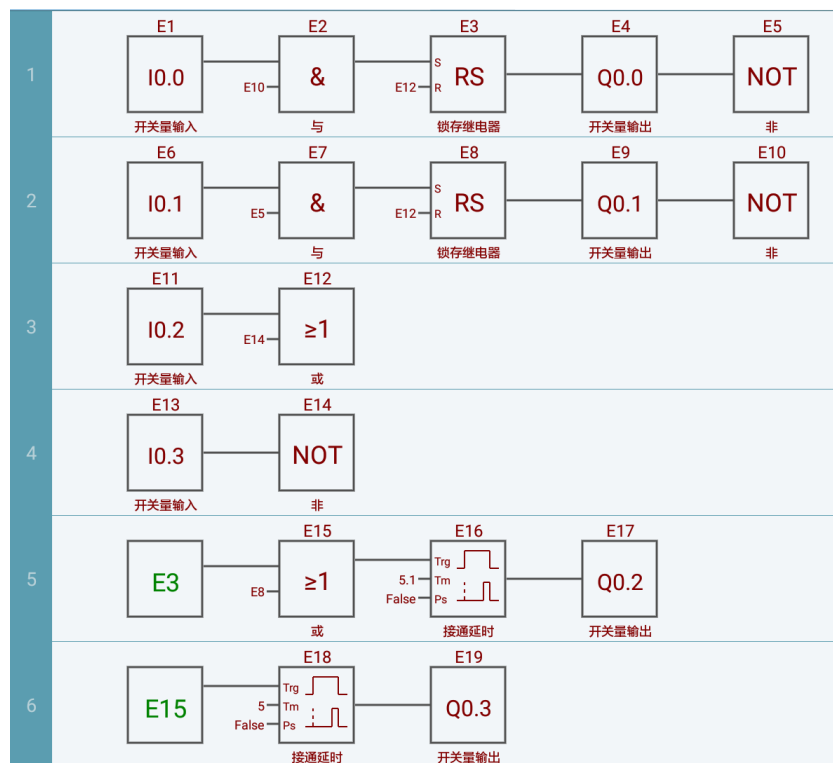 E1 E2 E3 E4 E5
1 I0.0 E10 & S E12 R RS Q0.0 NOT
开关量输入 与 锁存继电器 开关量输出 非
E6 E7 E8 E9 E10
2 I0.1 E5 & S E12 R RS Q0.1 NOT
开关量输入 与 锁存继电器 开关量输出 非
E11 E12
3 I0.2 E14 ≥1
开关量输入 或
E13 E14
4 I0.3 NOT
开关量输入 非
E15 E16 E17
5 E3 E8 ≥1 Trg 5.1 Tm False Ps Q0.2
或 接通延时 开关量输出
E18 E19
6 E15 Trg 5 Tm False Ps Q0.3
接通延时 开关量输出